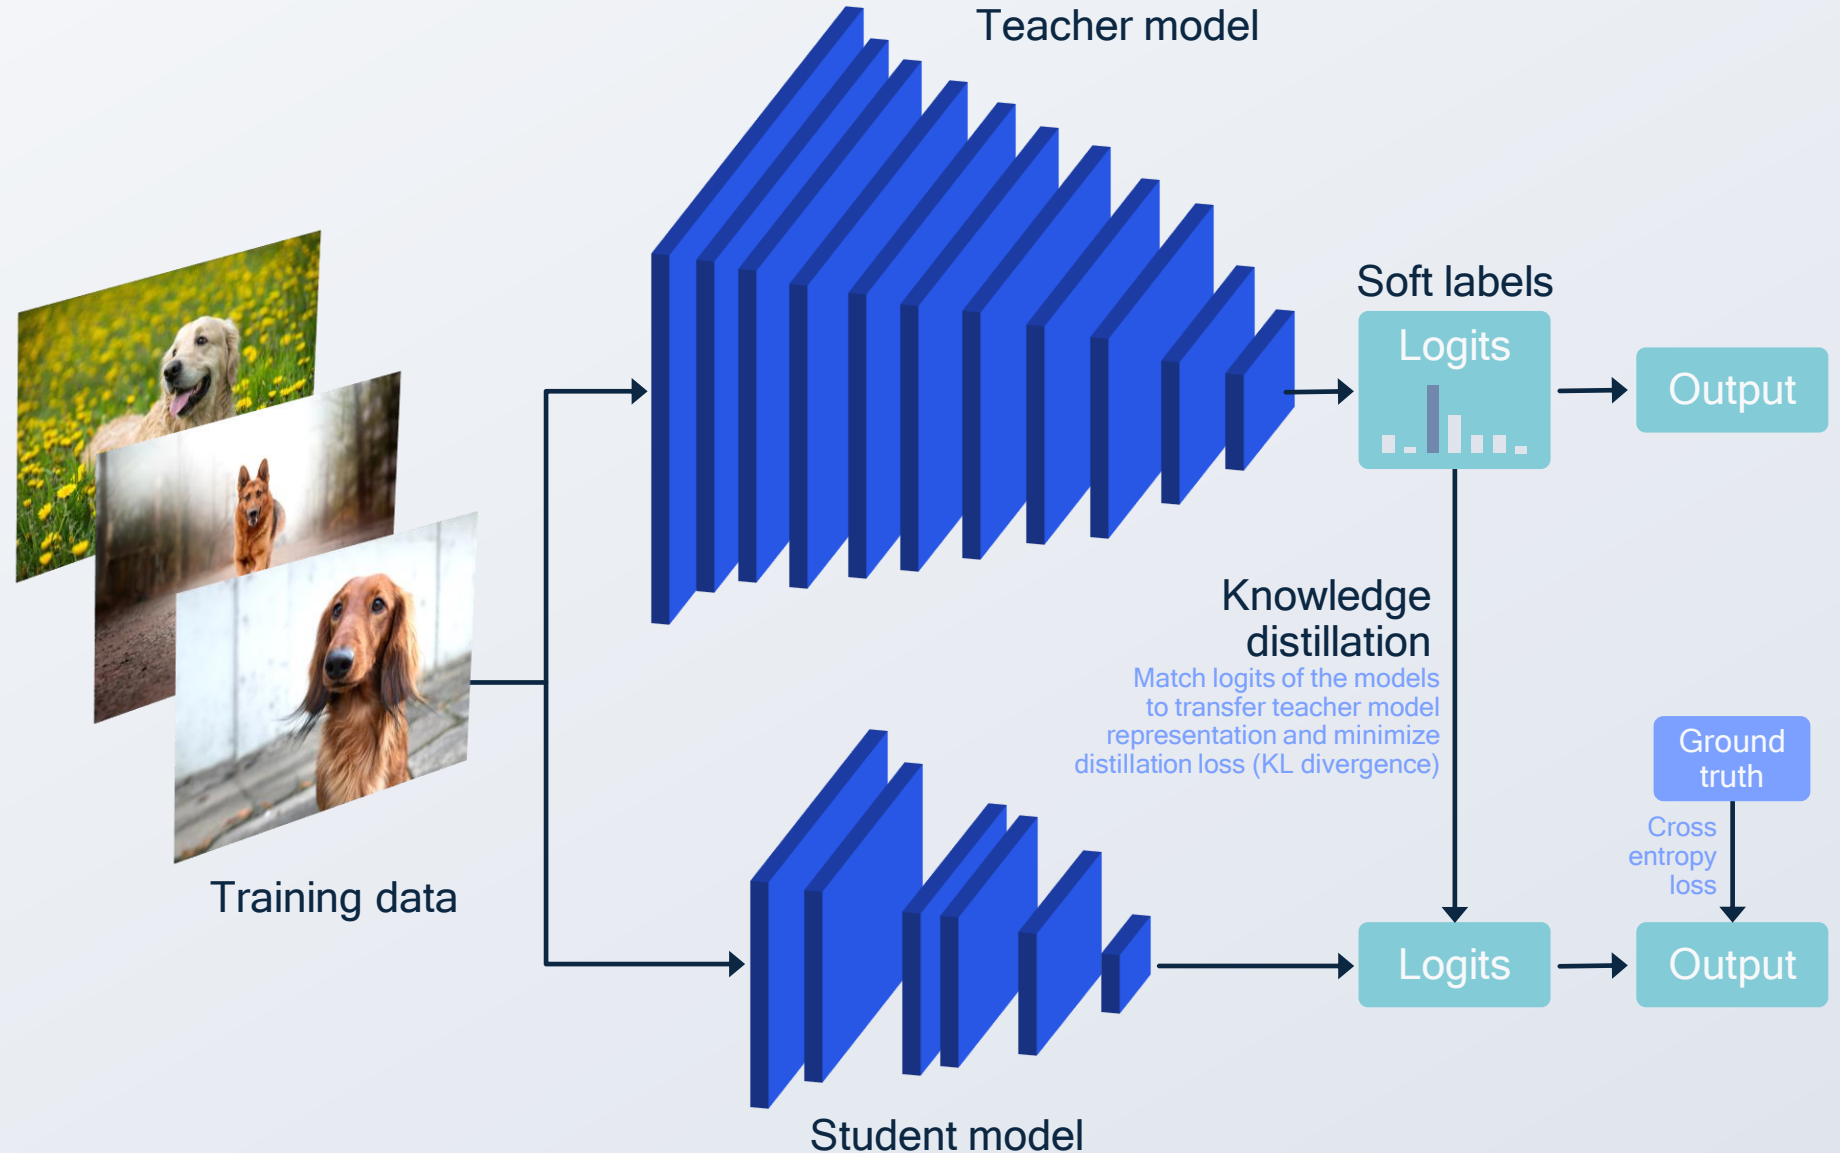 Teacher model
Soft labels
Logits
Output
Knowledge
distillation
Match logits of the models
to transfer teacher model
representation and minimize
distillation loss (KL divergence)
Ground
truth
Cross
entropy
loss
Training data
Logits
Output
Student model